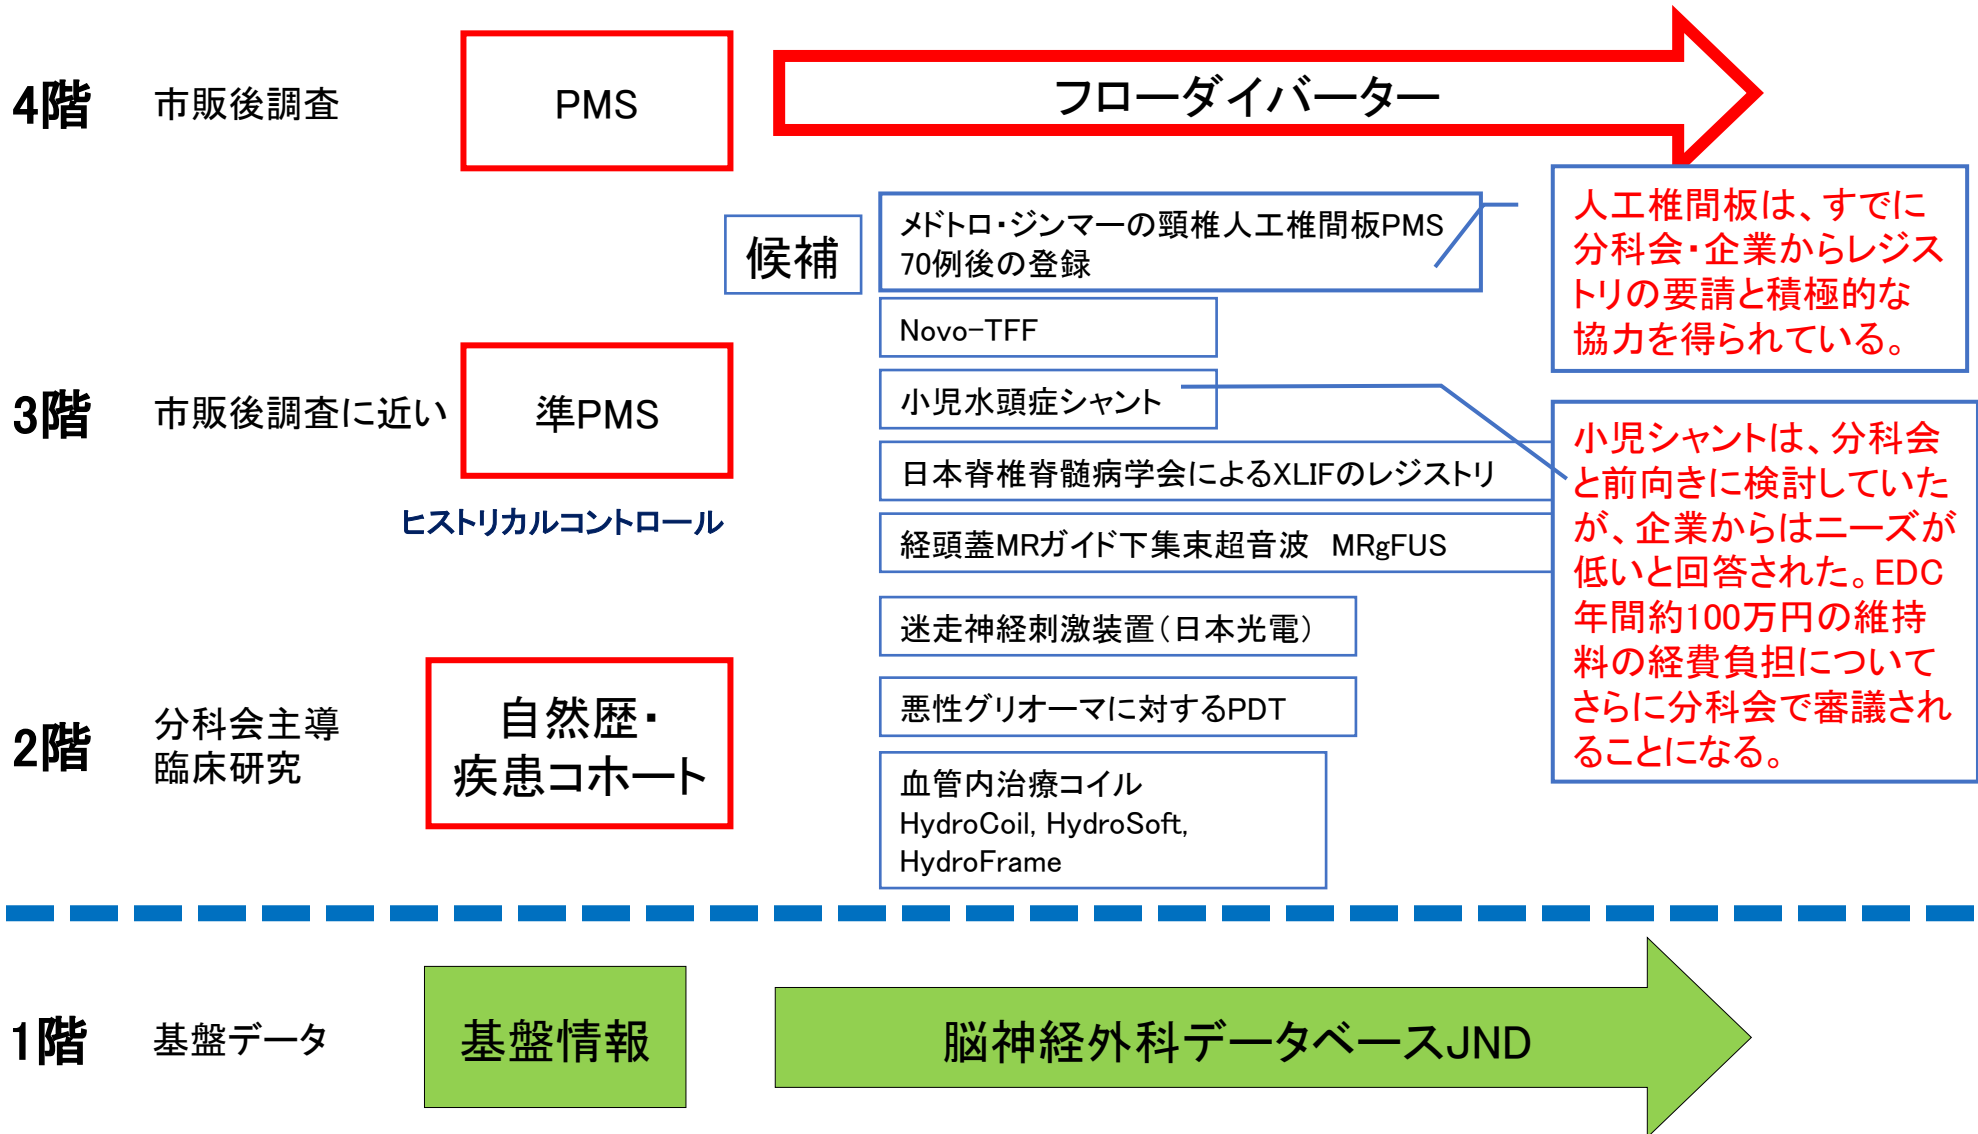 4階
市販後調査
PMS
フローダイバーター
候補
メドトロ・ジンマーの頸椎人工椎間板PMS
70例後の登録
人工椎間板は、すでに
分科会・企業からレジス
トリの要請と積極的な
協力を得られている。
Novo-TFF
3階
市販後調査に近い
準PMS
ヒストリカルコントロール
小児水頭症シャント
日本脊椎脊髄病学会によるXLIFのレジストリ
経頭蓋MRガイド下集束超音波　MRgFUS
小児シャントは、分科会
と前向きに検討していた
が、企業からはニーズが
低いと回答された。EDC
年間約100万円の維持
料の経費負担について
さらに分科会で審議され
ることになる。
迷走神経刺激装置（日本光電）
2階
分科会主導
臨床研究
自然歴・
疾患コホート
悪性グリオーマに対するPDT
血管内治療コイル
HydroCoil, HydroSoft,
HydroFrame
1階
基盤データ
基盤情報
脳神経外科データベースJND